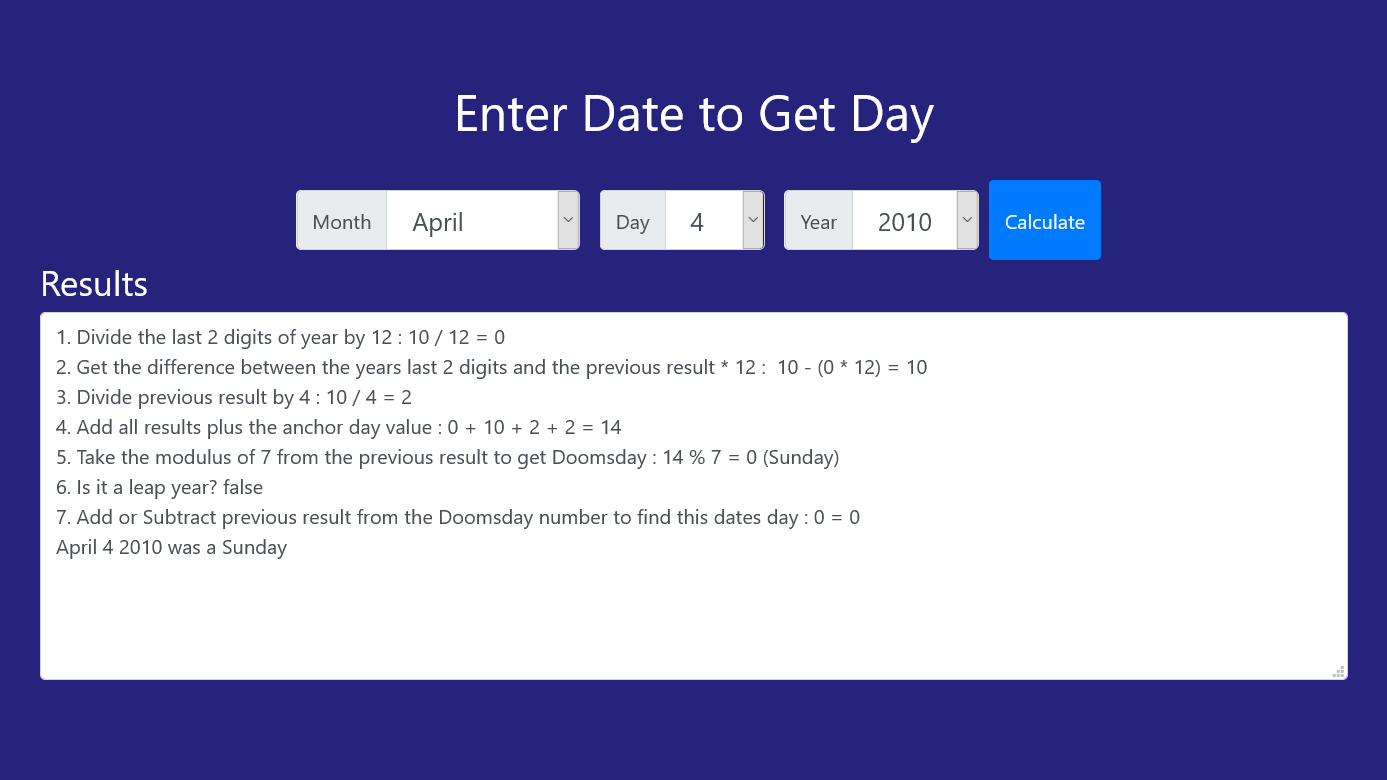 Enter Date to Get Day
Month April Day 4 Year 2010 Calculate
Results
1. Divide the last 2 digits of year by 12 : 10 / 12 = 0
2. Get the difference between the years last 2 digits and the previous result * 12 :  10 - (0 * 12) = 10
3. Divide previous result by 4 : 10 / 4 = 2
4. Add all results plus the anchor day value : 0 + 10 + 2 + 2 = 14
5. Take the modulus of 7 from the previous result to get Doomsday : 14 % 7 = 0 (Sunday)
6. Is it a leap year? false
7. Add or Subtract previous result from the Doomsday number to find this dates day : 0 = 0
April 4 2010 was a Sunday